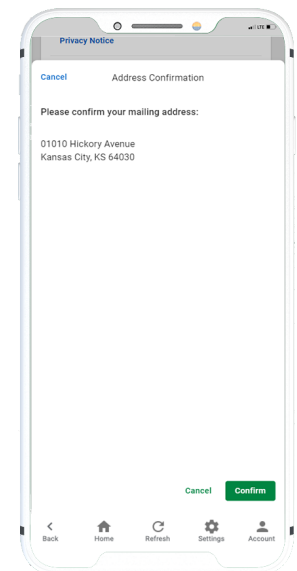 LTE
Privacy Notice
Cancel Address Confirmation
Please confirm your mailing address:
01010 Hickory Avenue
Kansas City, KS 64030
Cancel Confirm
Back Home Refresh Settings Account